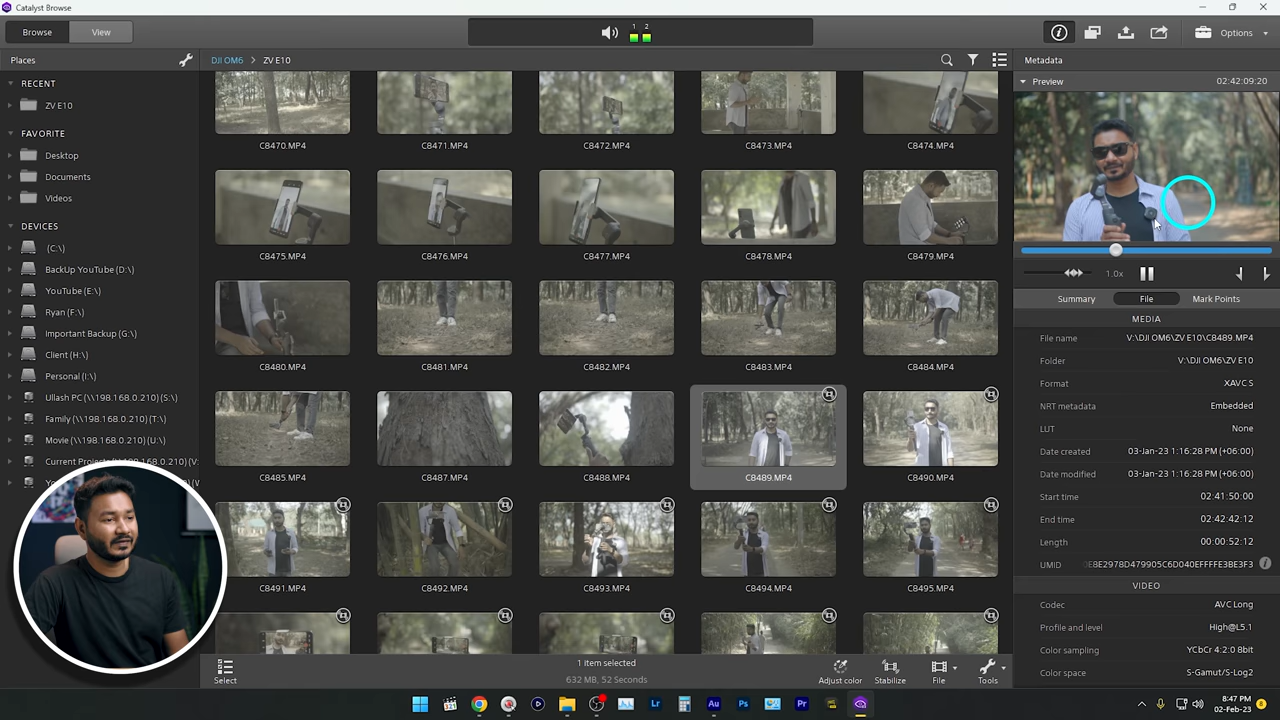 Catalyst Browse
Browse
View
1 2
Options
Places
DJI OM6 > ZV E10
Metadata
RECENT
ZV E10
FAVORITE
Desktop
Documents
Videos
DEVICES
(C:\)
BackUp YouTube (D:\)
YouTube (E:\)
Ryan (F:\)
Important Backup (G:\)
Client (H:\)
Personal (I:\)
Ullash PC (\\192.168.0.210) (S:\)
Family (\\198.168.0.210) (T:\)
Movie (\\198.168.0.210) (U:\)
C8470.MP4
C8471.MP4
C8472.MP4
C8473.MP4
C8474.MP4
C8475.MP4
C8476.MP4
C8477.MP4
C8478.MP4
C8479.MP4
C8480.MP4
C8481.MP4
C8482.MP4
C8483.MP4
C8484.MP4
C8485.MP4
C8487.MP4
C8488.MP4
C8489.MP4
C8490.MP4
C8491.MP4
C8492.MP4
C8493.MP4
C8494.MP4
C8495.MP4
Preview
02:42:09:20
1.0x
Summary
File
Mark Points
MEDIA
File name V:\DJI OM6\ZV E10\C8489.MP4
Folder V:\DJI OM6\ZV E10
Format XAVC S
NRT metadata Embedded
LUT None
Date created 03-Jan-23 1:16:28 PM (+06:00)
Date modified 03-Jan-23 1:16:28 PM (+06:00)
Start time 02:41:50:00
End time 02:42:42:12
Length 00:00:52:12
UMID 0E8E2978D479905C6D040EFFFFE3BE3F3
VIDEO
Codec AVC Long
Profile and level High@L5.1
Color sampling YCbCr 4:2:0 8bit
Color space S-Gamut/S-Log2
Select
1 item selected
632 MB, 52 Seconds
Adjust color
Stabilize
File
Tools
Lr
Au
Ps
Pr
8:47 PM
02-Feb-23